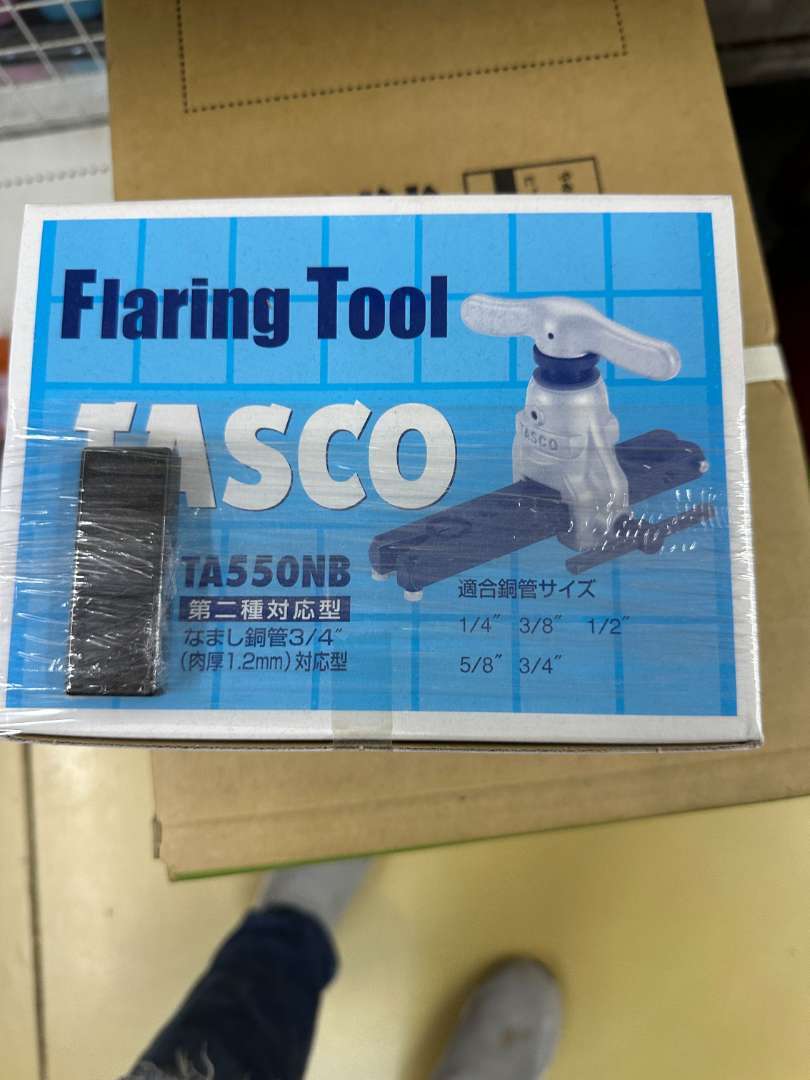 Flaring Tool
TASCO
TASCO
TA550NB
第二種対応型
なまし銅管3/4"
(肉厚1.2mm)対応型
適合銅管サイズ
1/4" 3/8" 1/2"
5/8" 3/4"